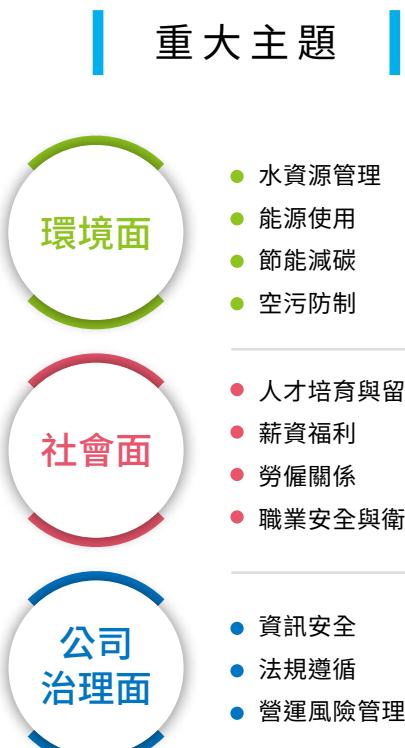 重大主題
環境面
水資源管理
能源使用
節能減碳
空污防制
社會面
人才培育與留
薪資福利
勞僱關係
職業安全與衛
公司
治理面
資訊安全
法規遵循
營運風險管理